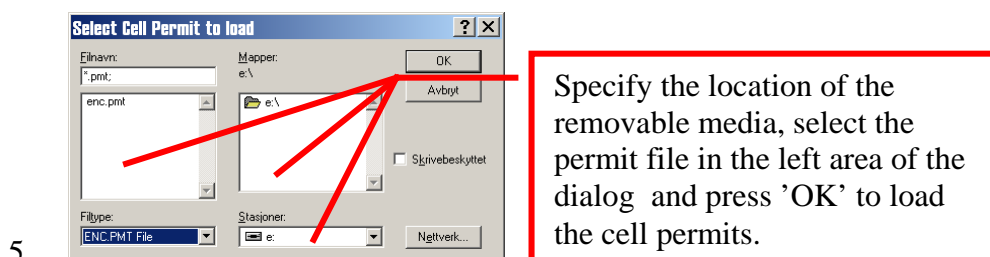 Select Cell Permit to load
Filnavn:
*.pmt;
enc.pmt
Mapper:
e:\
e:\
OK
Avbryt
Skrivebeskyttet
Filtype:
ENC.PMT File
Stasjoner:
e:
Nettverk...
Specify the location of the
removable media, select the
permit file in the left area of the
dialog and press ’OK’ to load
the cell permits.
5